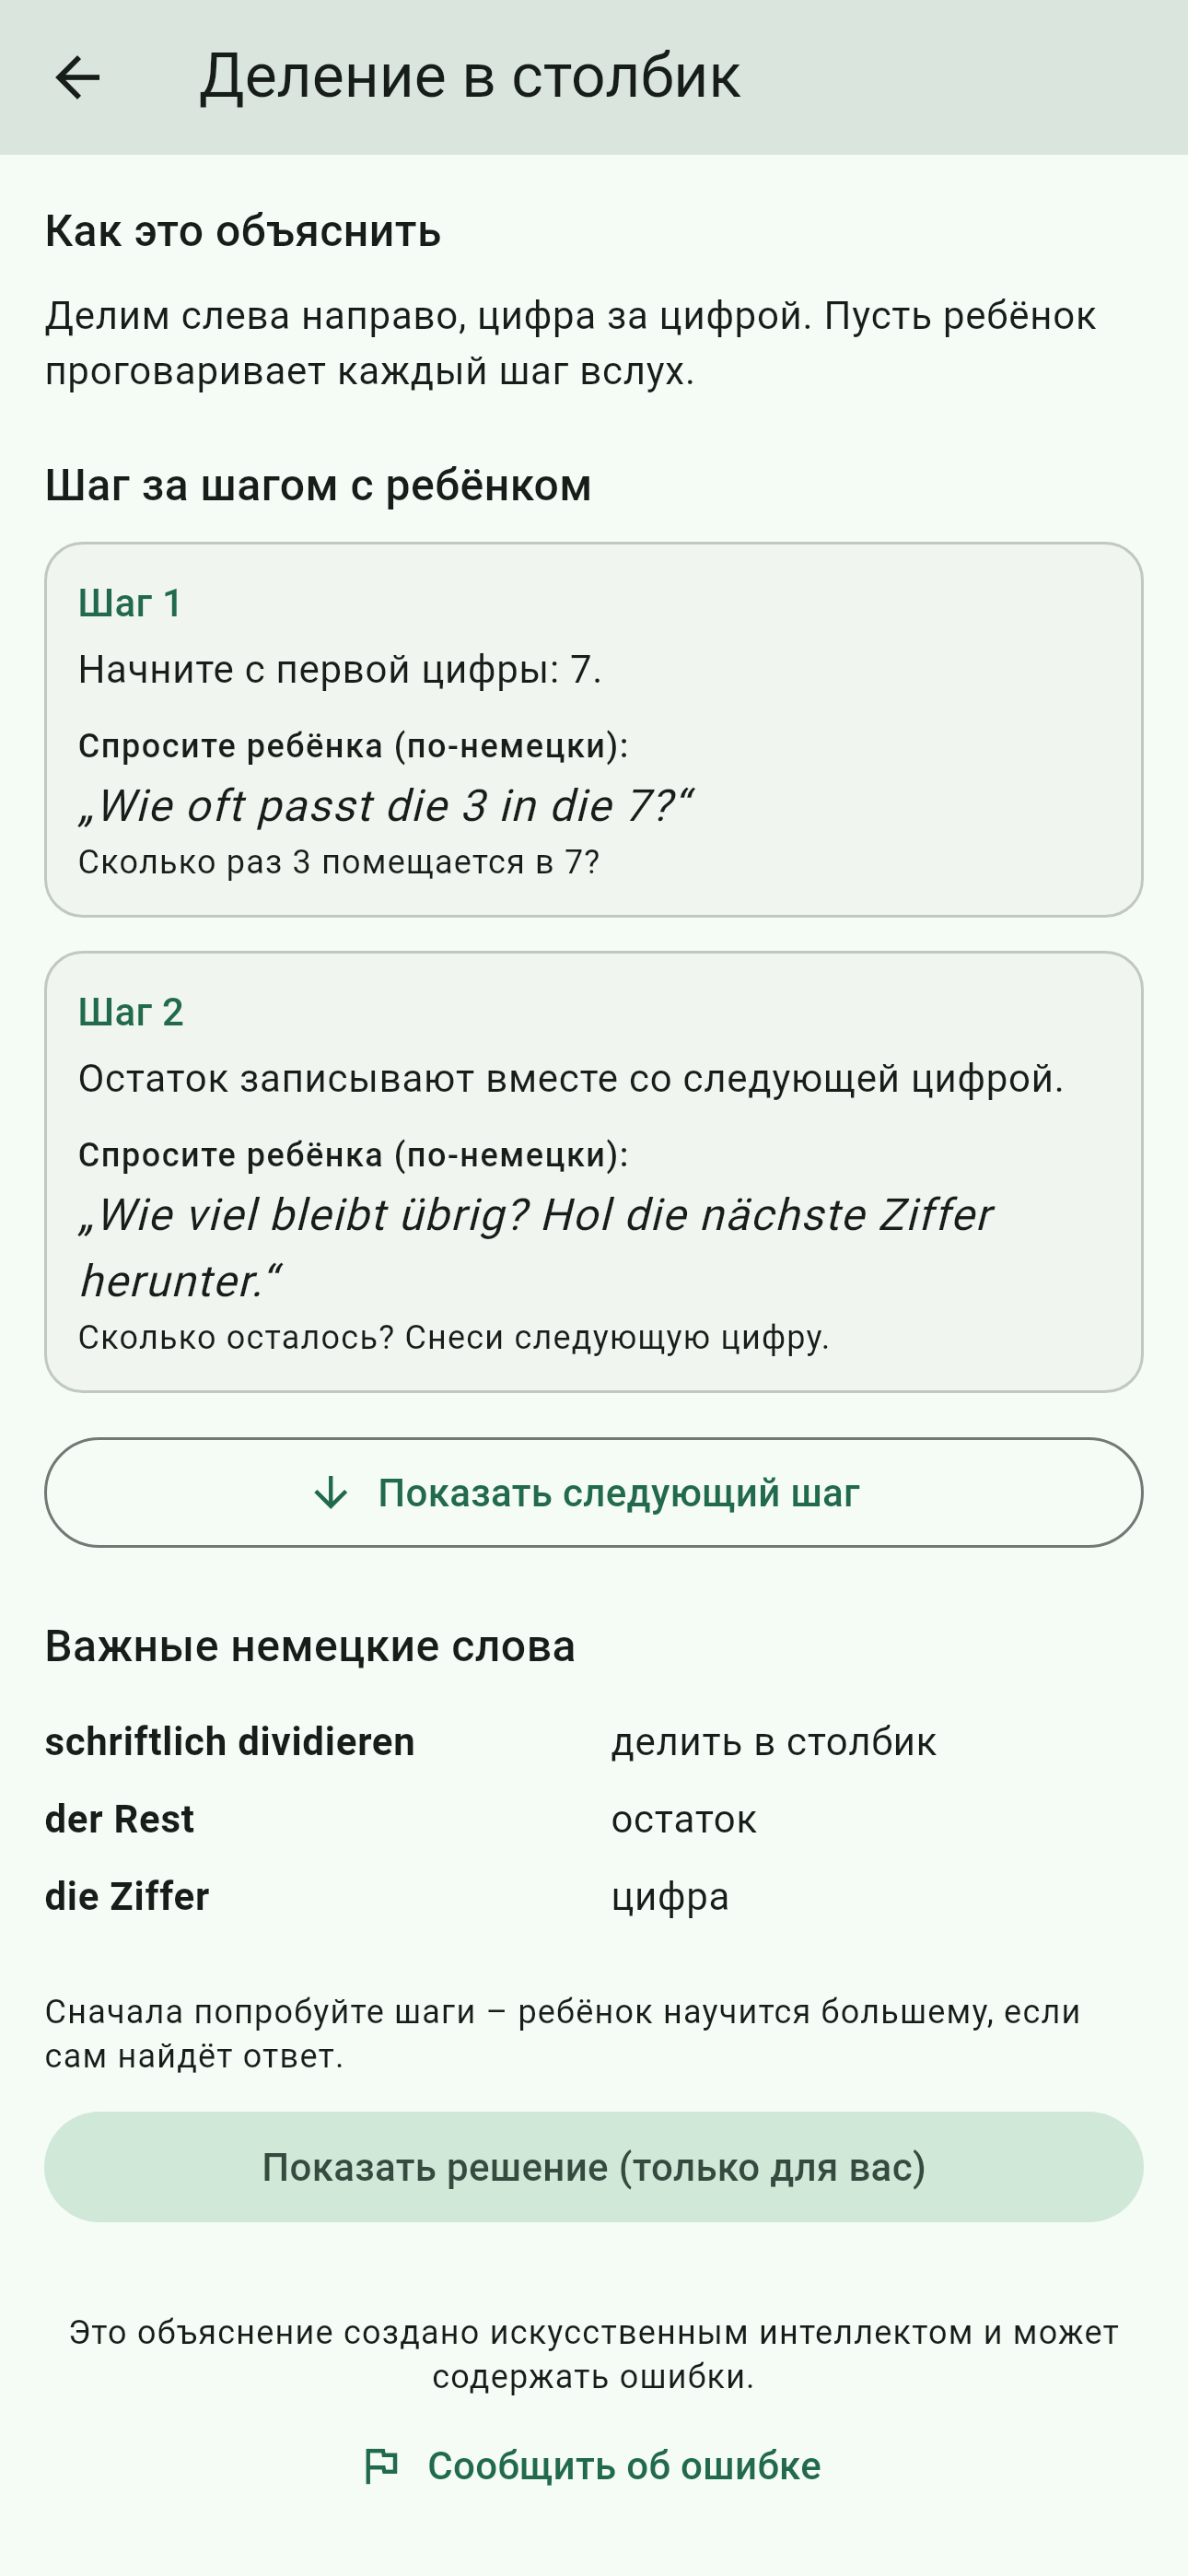 Деление в столбик
Как это объяснить
Делим слева направо, цифра за цифрой. Пусть ребёнок
проговаривает каждый шаг вслух.
Шаг за шагом с ребёнком
Шаг 1
Начните с первой цифры: 7.
Спросите ребёнка (по-немецки):
„Wie oft passt die 3 in die 7?“
Сколько раз 3 помещается в 7?
Шаг 2
Остаток записывают вместе со следующей цифрой.
Спросите ребёнка (по-немецки):
„Wie viel bleibt übrig? Hol die nächste Ziffer
herunter.“
Сколько осталось? Снеси следующую цифру.
Показать следующий шаг
Важные немецкие слова
schriftlich dividieren делить в столбик
der Rest остаток
die Ziffer цифра
Сначала попробуйте шаги – ребёнок научится большему, если
сам найдёт ответ.
Показать решение (только для вас)
Это объяснение создано искусственным интеллектом и может
содержать ошибки.
Сообщить об ошибке